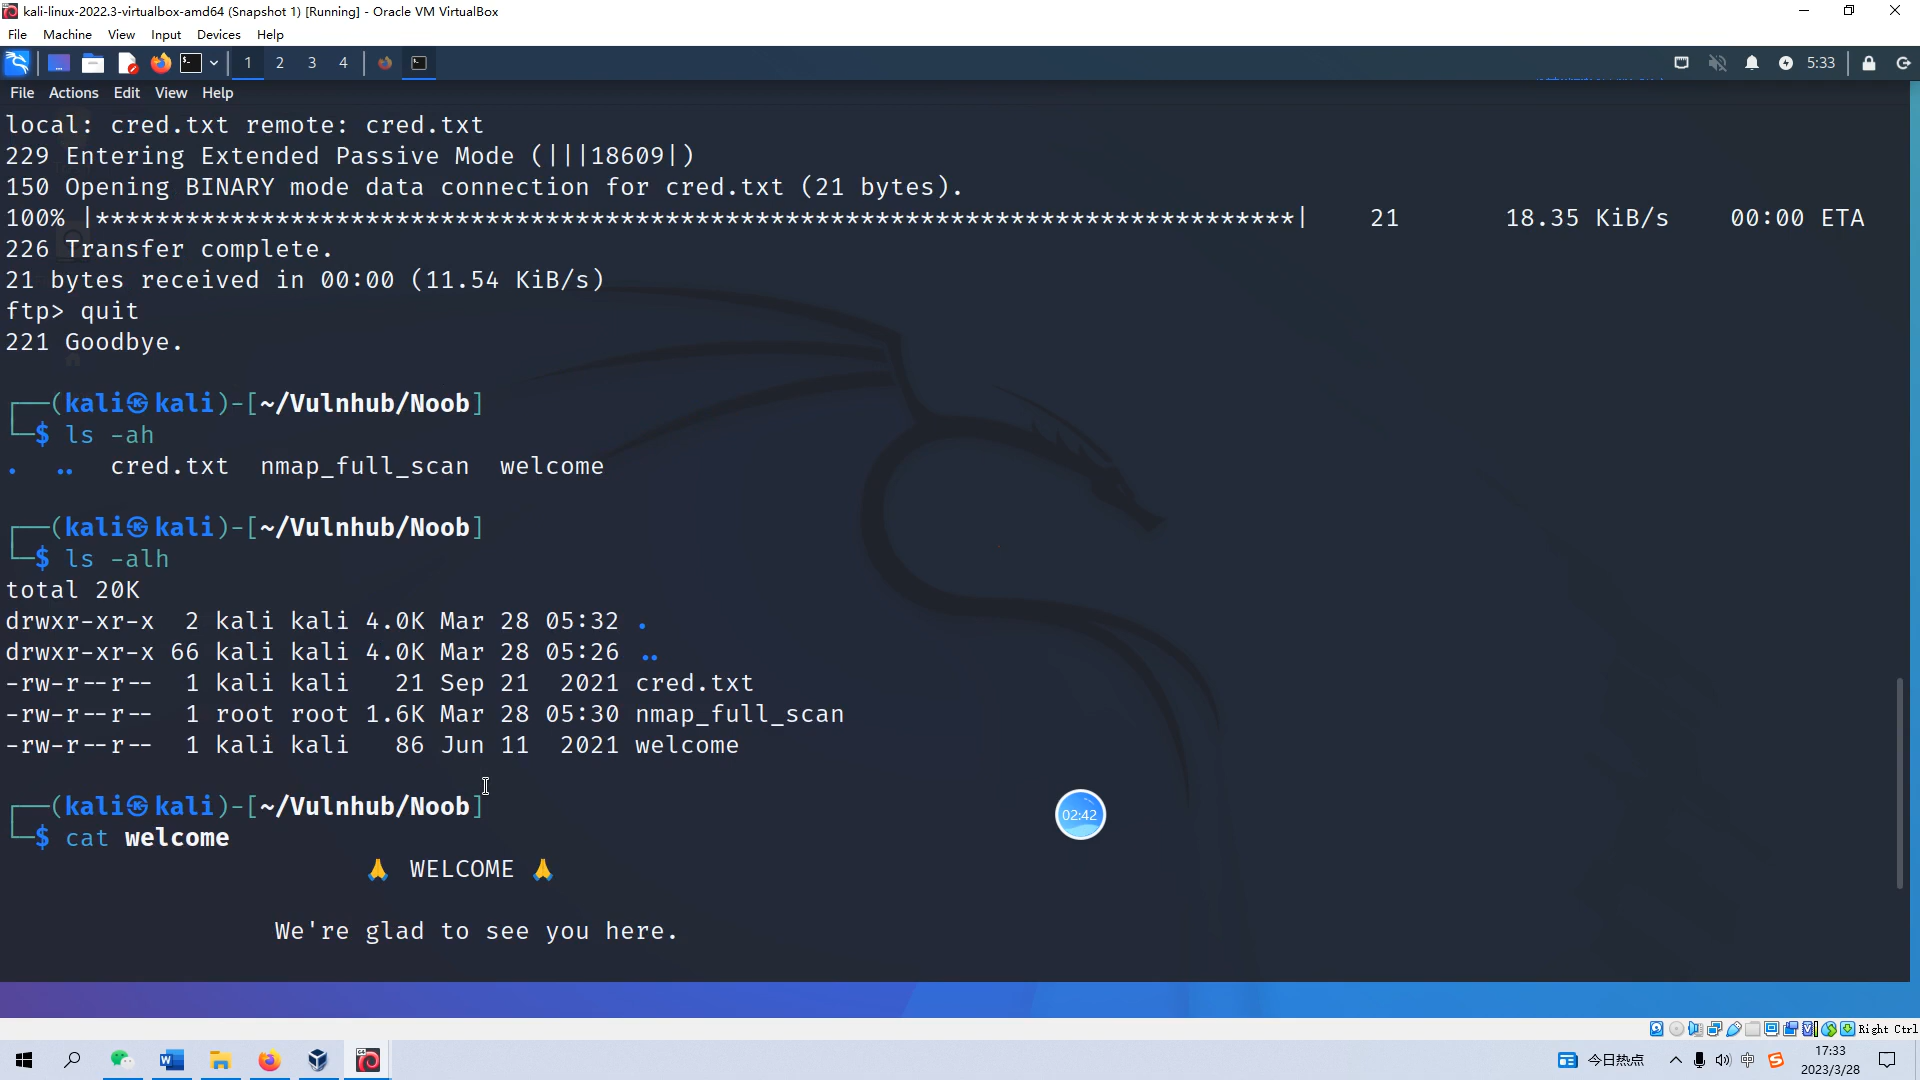 kali-linux-2022.3-virtualbox-amd64 (Snapshot 1) [Running] - Oracle VM VirtualBox
File Machine View Input Devices Help
1 2 3 4 5:33
File Actions Edit View Help
local: cred.txt remote: cred.txt
229 Entering Extended Passive Mode (|||18609|)
150 Opening BINARY mode data connection for cred.txt (21 bytes).
100% |********************************************************************************| 21 18.35 KiB/s 00:00 ETA
226 Transfer complete.
21 bytes received in 00:00 (11.54 KiB/s)
ftp> quit
221 Goodbye.
┌──(kali㉿kali)-[~/Vulnhub/Noob]
└─$ ls -ah
. .. cred.txt nmap_full_scan welcome
┌──(kali㉿kali)-[~/Vulnhub/Noob]
└─$ ls -alh
total 20K
drwxr-xr-x 2 kali kali 4.0K Mar 28 05:32 .
drwxr-xr-x 66 kali kali 4.0K Mar 28 05:26 ..
-rw-r--r-- 1 kali kali 21 Sep 21 2021 cred.txt
-rw-r--r-- 1 root root 1.6K Mar 28 05:30 nmap_full_scan
-rw-r--r-- 1 kali kali 86 Jun 11 2021 welcome
┌──(kali㉿kali)-[~/Vulnhub/Noob]
└─$ cat welcome
🙏 WELCOME 🙏
We're glad to see you here.
02:42
Right Ctrl
今日热点 中 17:33
2023/3/28